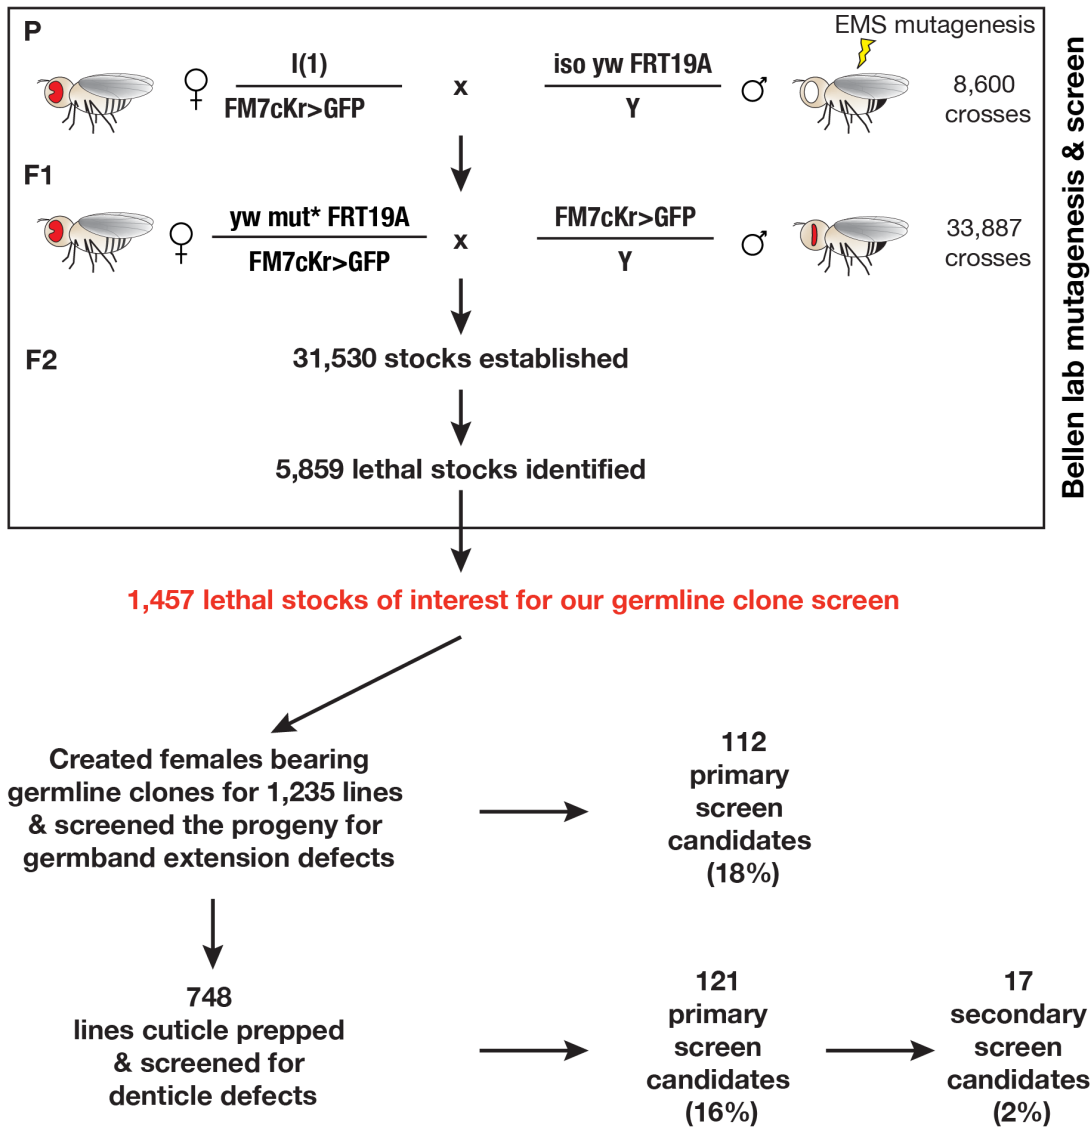 P
EMS mutagenesis
♀
l(1)
FM7cKr>GFP
x
iso yw FRT19A
Y
♂
8,600
crosses
F1
♀
yw mut* FRT19A
FM7cKr>GFP
x
FM7cKr>GFP
Y
♂
33,887
crosses
F2
31,530 stocks established
5,859 lethal stocks identified
Bellen lab mutagenesis & screen
1,457 lethal stocks of interest for our germline clone screen
Created females bearing
germline clones for 1,235 lines
& screened the progeny for
germband extension defects
112
primary
screen
candidates
(18%)
748
lines cuticle prepped
& screened for
denticle defects
121
primary
screen
candidates
(16%)
17
secondary
screen
candidates
(2%)